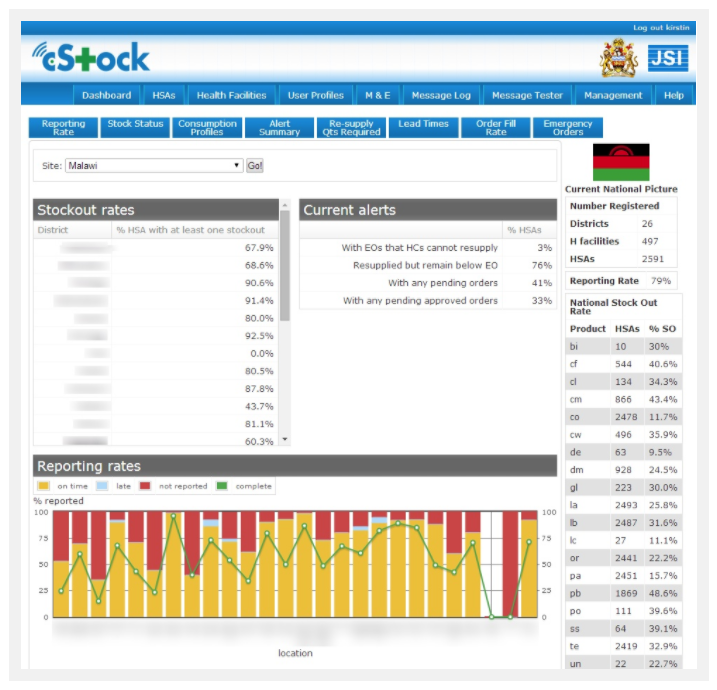 Log out kirstin
cStock
JSI
Dashboard HSAs Health Facilities User Profiles M & E Message Log Message Tester Management Help
Reporting Rate
Stock Status
Consumption Profiles
Alert Summary
Re-supply Qts Required
Lead Times
Order Fill Rate
Emergency Orders
Site: Malawi Go!
Stockout rates
District % HSA with at least one stockout
67.9%
68.6%
90.6%
91.4%
80.0%
92.5%
0.0%
80.5%
87.8%
43.7%
81.1%
60.3%
Current alerts
% HSAs
With EOs that HCs cannot resupply 3%
Resupplied but remain below EO 76%
With any pending orders 41%
With any pending approved orders 33%
Reporting rates
on time late not reported complete
% reported
100 100
75 75
50 50
25 25
0 0
location
Current National Picture
Number Registered
Districts 26
H facilities 497
HSAs 2591
Reporting Rate 79%
National Stock Out
Rate
Product HSAs % SO
bi 10 30%
cf 544 40.6%
cl 134 34.3%
cm 866 43.4%
co 2478 11.7%
cw 496 35.9%
de 63 9.5%
dm 928 24.5%
gl 223 30.0%
la 2493 25.8%
lb 2487 31.6%
lc 27 11.1%
or 2441 22.2%
pa 2451 15.7%
pb 1869 48.6%
po 111 39.6%
ss 64 39.1%
te 2419 32.9%
un 22 22.7%